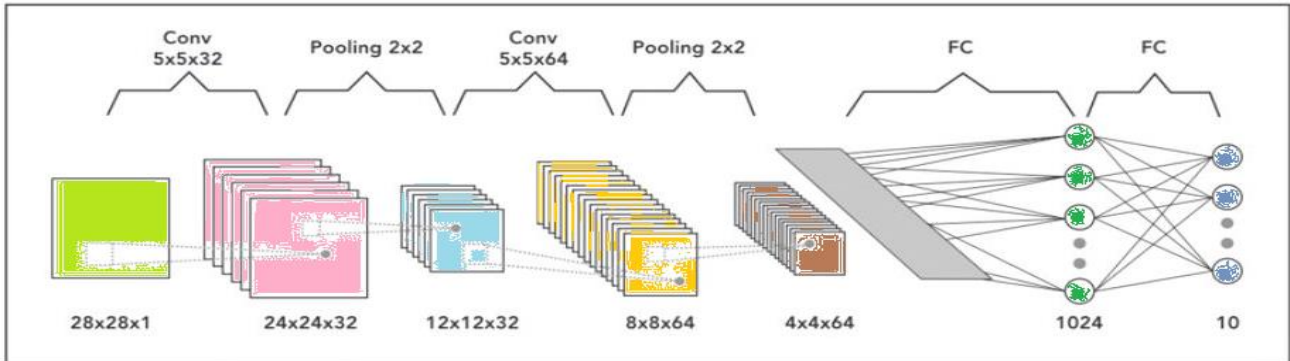 Conv
5x5x32
Pooling 2x2
Conv
5x5x64
Pooling 2x2
FC
FC
28x28x1
24x24x32
12x12x32
8x8x64
4x4x64
1024
10